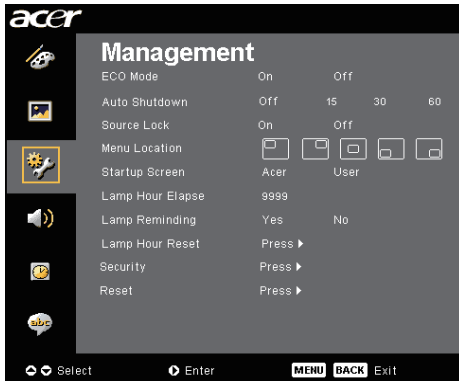 acer
Management
ECO Mode On Off
Auto Shutdown Off 15 30 60
Source Lock On Off
Menu Location
Startup Screen Acer User
Lamp Hour Elapse 9999
Lamp Reminding Yes No
Lamp Hour Reset Press
Security Press
Reset Press
abc
Select Enter MENU BACK Exit